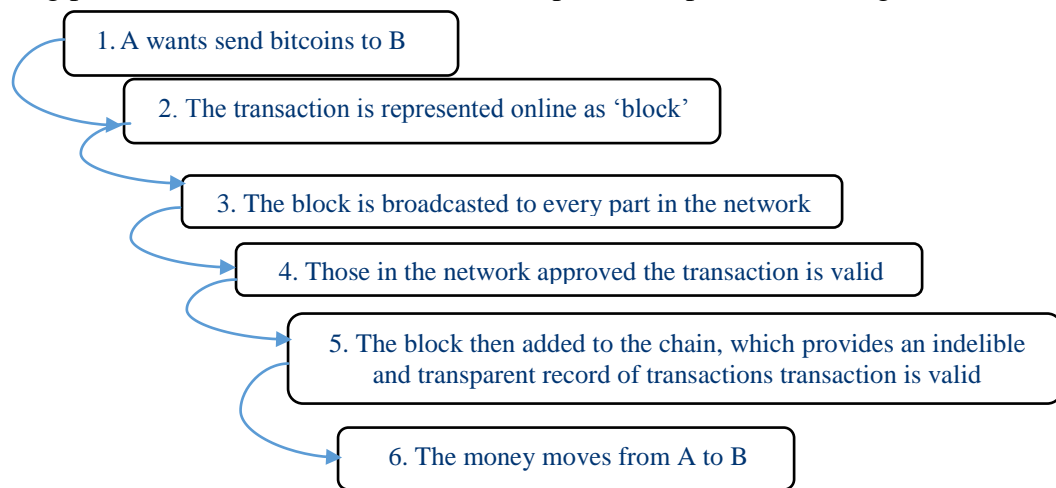 1. A wants send bitcoins to B
2. The transaction is represented online as ‘block’
3. The block is broadcasted to every part in the network
4. Those in the network approved the transaction is valid
5. The block then added to the chain, which provides an indelible
and transparent record of transactions transaction is valid
6. The money moves from A to B